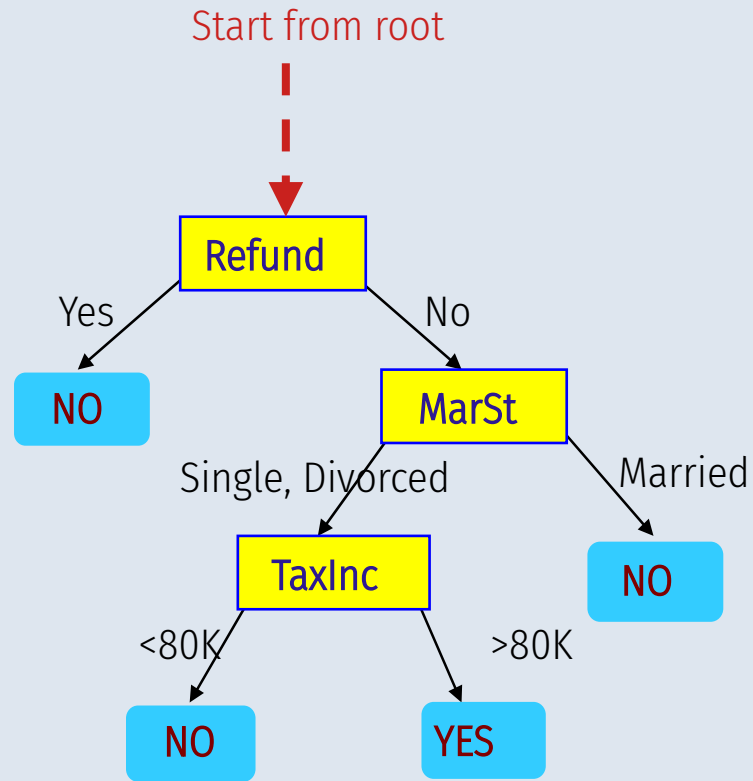 Start from root
Refund
Yes
No
NO
MarSt
Single, Divorced
Married
TaxInc
NO
<80K
>80K
NO
YES